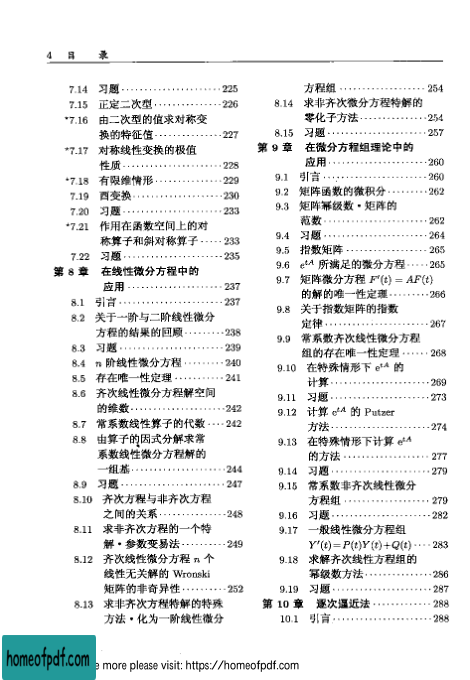 4 目 录
7.14 习题 ······················ 225
7.15 正定二次型 ··············· 226
*7.16 由二次型的值求对称变
换的特征值 ··············· 227
*7.17 对称线性变换的极值
性质 ······················ 228
*7.18 有限维情形 ··············· 229
7.19 酉变换 ···················· 230
7.20 习题 ······················ 233
*7.21 作用在函数空间上的对
称算子和斜对称算子 ····· 233
7.22 习题 ······················ 235
第 8 章 在线性微分方程中的
应用 ······················ 237
8.1 引言 ······················ 237
8.2 关于一阶与二阶线性微分
方程的结果的回顾 ········ 238
8.3 习题 ······················ 239
8.4 n 阶线性微分方程 ········· 240
8.5 存在唯一性定理 ··········· 241
8.6 齐次线性微分方程解空间
的维数 ···················· 242
8.7 常系数线性算子的代数 ···· 242
8.8 由算子的因式分解求常
系数线性微分方程解的
一组基 ···················· 244
8.9 习题 ······················ 247
8.10 齐次方程与非齐次方程
之间的关系 ··············· 248
8.11 求非齐次方程的一个特
解·参数变易法 ··········· 249
8.12 齐次线性微分方程 n 个
线性无关解的 Wronski
矩阵的非奇异性 ··········· 252
8.13 求非齐次方程特解的特殊
方法·化为一阶线性微分
方程组 ···················· 254
8.14 求非齐次微分方程特解的
零化子方法 ··············· 254
8.15 习题 ······················ 257
第 9 章 在微分方程组理论中的
应用 ······················ 260
9.1 引言 ······················ 260
9.2 矩阵函数的微积分 ········· 262
9.3 矩阵幂级数·矩阵的
范数 ······················ 262
9.4 习题 ······················ 264
9.5 指数矩阵 ·················· 265
9.6 e^{tA} 所满足的微分方程 ····· 265
9.7 矩阵微分方程 F′(t) = AF(t)
的解的唯一性定理 ········· 266
9.8 关于指数矩阵的指数
定律 ······················ 267
9.9 常系数齐次线性微分方程
组的存在唯一性定理 ······ 268
9.10 在特殊情形下 e^{tA} 的
计算 ······················ 269
9.11 习题 ······················ 273
9.12 计算 e^{tA} 的 Putzer
方法 ······················ 274
9.13 在特殊情形下计算 e^{tA}
的方法 ···················· 277
9.14 习题 ······················ 279
9.15 常系数非齐次线性微分
方程组 ···················· 279
9.16 习题 ······················ 282
9.17 一般线性微分方程组
Y′(t)=P(t)Y(t)+Q(t) ···· 283
9.18 求解齐次线性方程组的
幂级数方法 ··············· 286
9.19 习题 ······················ 287
第 10 章 逐次逼近法 ············· 288
10.1 引言 ······················ 288
homeofpdf.com
e more please visit: https://homeofpdf.com